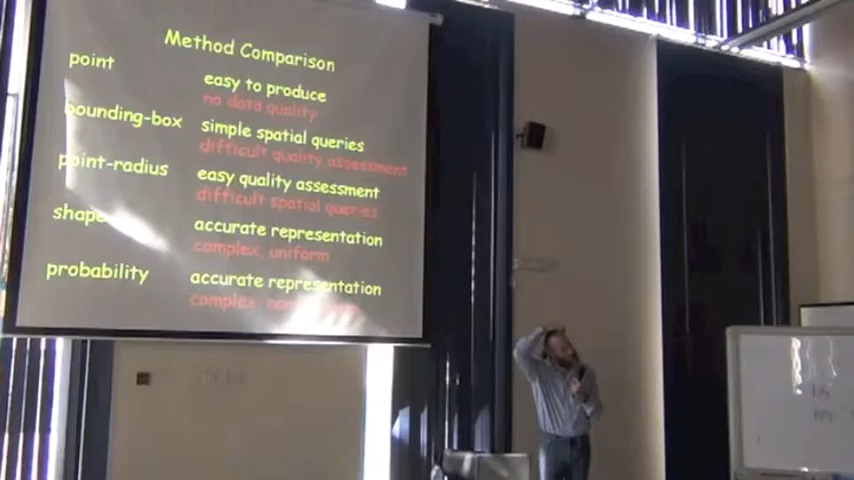 Method Comparison
point
easy to produce
no data quality
bounding-box
simple spatial queries
difficult quality assessment
point-radius
easy quality assessment
difficult spatial queries
shape
accurate representation
complex, uniform
probability
accurate representation
complex,